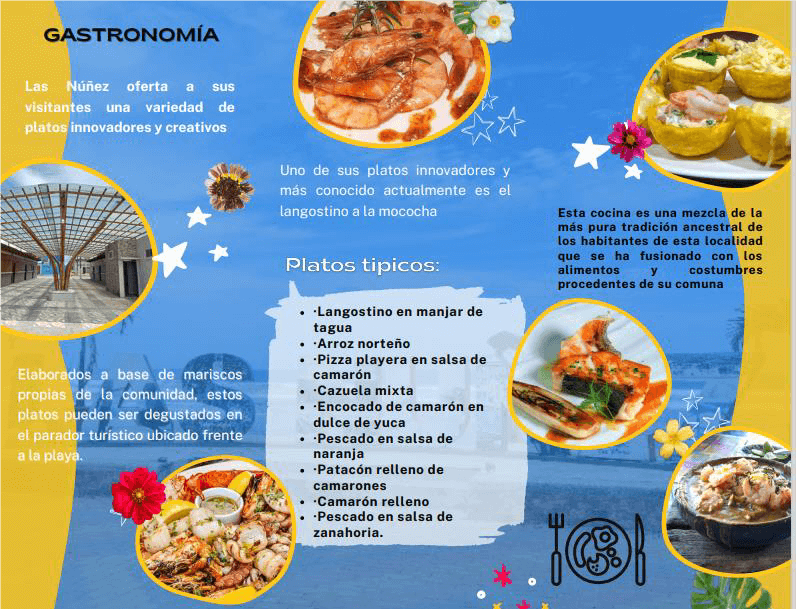 GASTRONOMÍA
Las Núñez oferta a sus
visitantes una variedad de
platos innovadores y creativos
Elaborados a base de mariscos
propias de la comunidad, estos
platos pueden ser degustados en
el parador turístico ubicado frente
a la playa.
Uno de sus platos innovadores y
más conocido actualmente es el
langostino a la mococha
Platos tipicos:
• ·Langostino en manjar de
tagua
• ·Arroz norteño
• ·Pizza playera en salsa de
camarón
• ·Cazuela mixta
• ·Encocado de camarón en
dulce de yuca
• ·Pescado en salsa de
naranja
• ·Patacón relleno de
camarones
• ·Camarón relleno
• ·Pescado en salsa de
zanahoria.
Esta cocina es una mezcla de la
más pura tradición ancestral de
los habitantes de esta localidad
que se ha fusionado con los
alimentos y costumbres
procedentes de su comuna